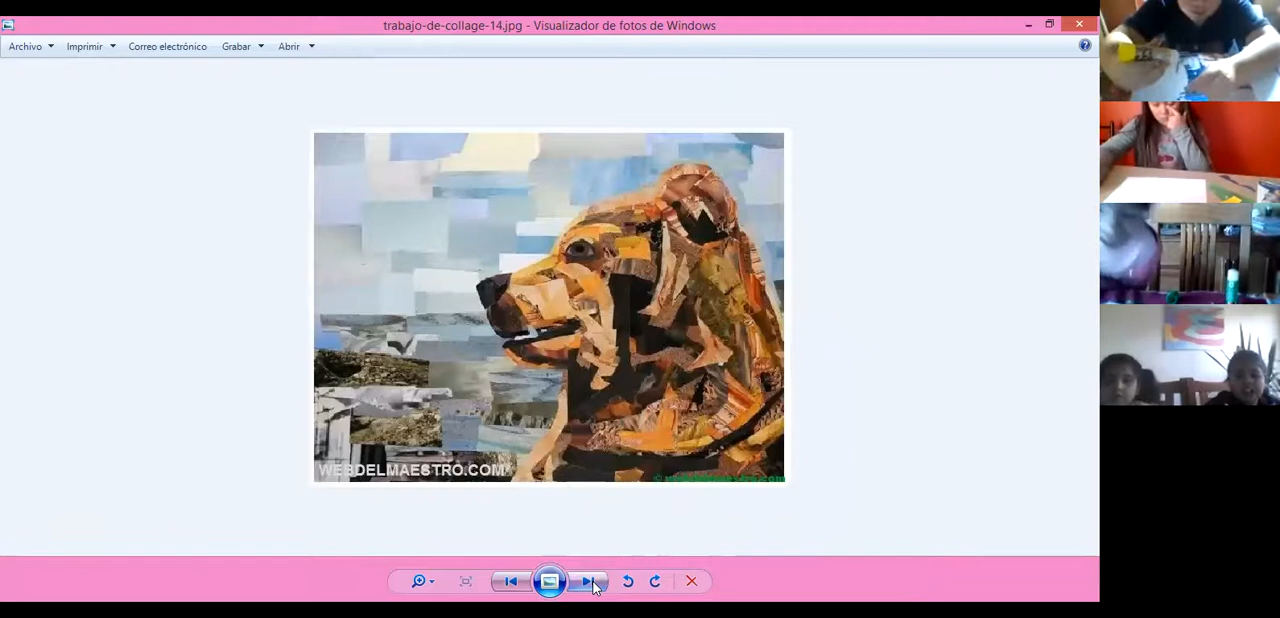 trabajo-de-collage-14.jpg - Visualizador de fotos de Windows
Archivo Imprimir Correo electrónico Grabar Abrir
WEBDELMAESTRO.COM